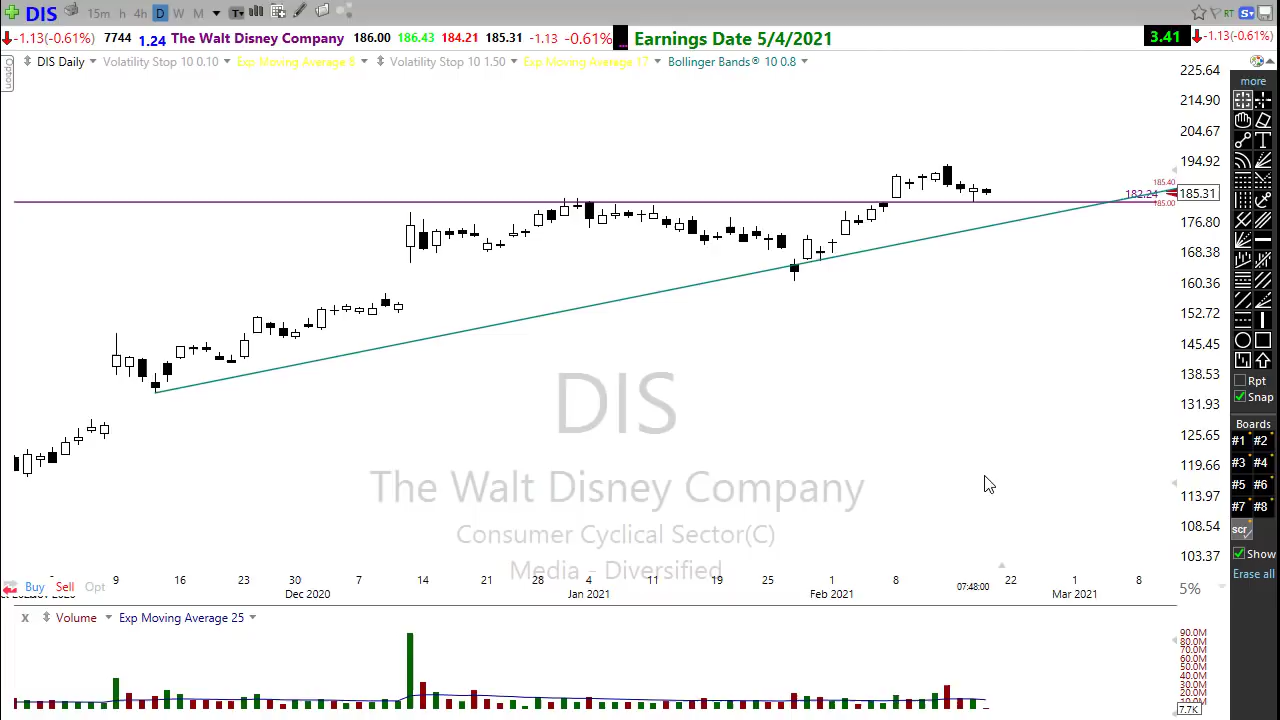 DIS 15m h 4h D W M T RT S
-1.13(-0.61%) 7744 1.24 The Walt Disney Company 186.00 186.43 184.21 185.31 -1.13 -0.61% Earnings Date 5/4/2021 3.41 -1.13(-0.61%)
Option
DIS Daily Volatility Stop 10 0.10 Exp Moving Average 8 Volatility Stop 10 1.50 Exp Moving Average 17 Bollinger Bands® 10 0.8
225.64
214.90
204.67
194.92
185.40
182.24 185.31
185.00
176.80
168.38
160.36
152.72
145.45
138.53
131.93
125.65
119.66
113.97
108.54
103.37
DIS
The Walt Disney Company
Consumer Cyclical Sector(C)
Media - Diversified
more
Rpt
Snap
Boards
#1 #2
#3 #4
#5 #6
#7 #8
scr
Show
Erase all
9 16 23 30 7 14 21 28 4 11 19 25 1 8 07:48:00 22 1 8
Buy Sell Opt
Dec 2020 Jan 2021 Feb 2021 Mar 2021
5%
X Volume Exp Moving Average 25
90.0M
80.0M
70.0M
60.0M
50.0M
40.0M
30.0M
20.0M
7.7K